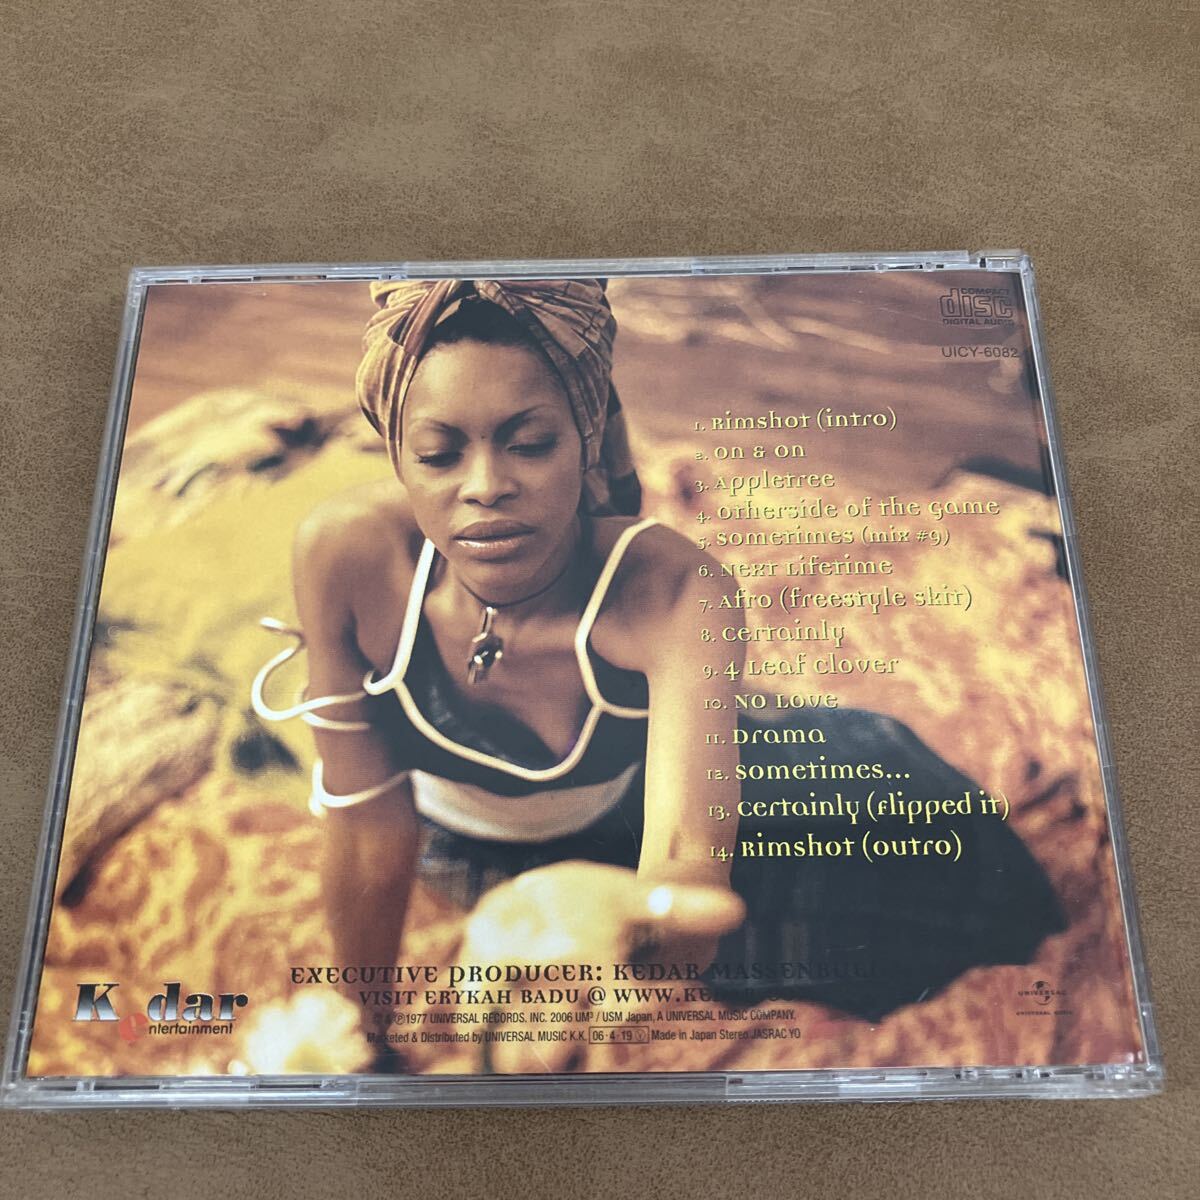 COMPACT
disc
DIGITAL AUDIO
UICY-6082
1. Rimshot (intro)
2. On & On
3. Appletree
4. Otherside of the Game
5. Sometimes (mix #9)
6. Next Lifetime
7. Afro (freestyle skit)
8. Certainly
9. 4 Leaf Clover
10. No Love
11. Drama
12. Sometimes...
13. Certainly (flipped it)
14. Rimshot (outro)
EXECUTIVE PRODUCER: KEDAR
VISIT ERYKAH BADU @
Kedar
entertainment
℗1977 UNIVERSAL RECORDS, INC. 2006 UM³ / USM Japan, A UNIVERSAL MUSIC COMPANY.
Marketed & Distributed by UNIVERSAL MUSIC K.K. 06・4・19 Y Made in Japan Stereo JASRAC YO
UNIVERSAL
UNIVERSAL MUSIC